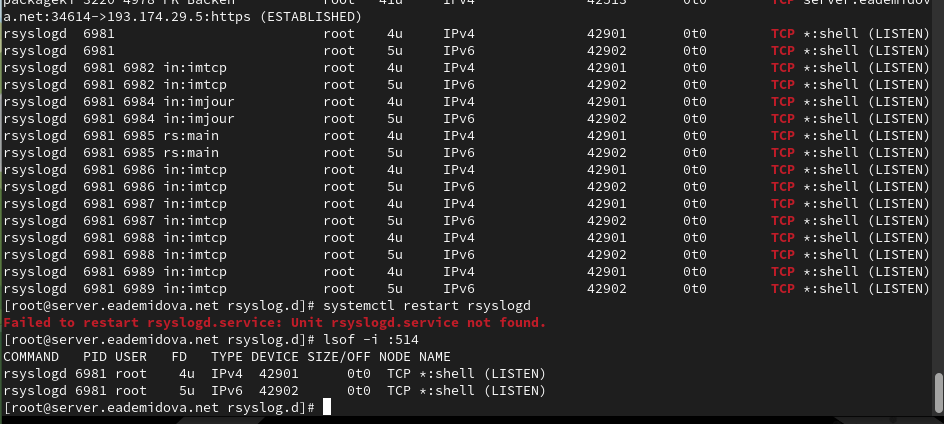 packagekf 3220 4978 PK-Backen root 41u IPv4 42513 0t0 TCP server.eademidov
a.net:34614->193.174.29.5:https (ESTABLISHED)
rsyslogd 6981 root 4u IPv4 42901 0t0 TCP *:shell (LISTEN)
rsyslogd 6981 root 5u IPv6 42902 0t0 TCP *:shell (LISTEN)
rsyslogd 6981 6982 in:imtcp root 4u IPv4 42901 0t0 TCP *:shell (LISTEN)
rsyslogd 6981 6982 in:imtcp root 5u IPv6 42902 0t0 TCP *:shell (LISTEN)
rsyslogd 6981 6984 in:imjour root 4u IPv4 42901 0t0 TCP *:shell (LISTEN)
rsyslogd 6981 6984 in:imjour root 5u IPv6 42902 0t0 TCP *:shell (LISTEN)
rsyslogd 6981 6985 rs:main root 4u IPv4 42901 0t0 TCP *:shell (LISTEN)
rsyslogd 6981 6985 rs:main root 5u IPv6 42902 0t0 TCP *:shell (LISTEN)
rsyslogd 6981 6986 in:imtcp root 4u IPv4 42901 0t0 TCP *:shell (LISTEN)
rsyslogd 6981 6986 in:imtcp root 5u IPv6 42902 0t0 TCP *:shell (LISTEN)
rsyslogd 6981 6987 in:imtcp root 4u IPv4 42901 0t0 TCP *:shell (LISTEN)
rsyslogd 6981 6987 in:imtcp root 5u IPv6 42902 0t0 TCP *:shell (LISTEN)
rsyslogd 6981 6988 in:imtcp root 4u IPv4 42901 0t0 TCP *:shell (LISTEN)
rsyslogd 6981 6988 in:imtcp root 5u IPv6 42902 0t0 TCP *:shell (LISTEN)
rsyslogd 6981 6989 in:imtcp root 4u IPv4 42901 0t0 TCP *:shell (LISTEN)
rsyslogd 6981 6989 in:imtcp root 5u IPv6 42902 0t0 TCP *:shell (LISTEN)
[root@server.eademidova.net rsyslog.d]# systemctl restart rsyslogd
Failed to restart rsyslogd.service: Unit rsyslogd.service not found.
[root@server.eademidova.net rsyslog.d]# lsof -i :514
COMMAND PID USER FD TYPE DEVICE SIZE/OFF NODE NAME
rsyslogd 6981 root 4u IPv4 42901 0t0 TCP *:shell (LISTEN)
rsyslogd 6981 root 5u IPv6 42902 0t0 TCP *:shell (LISTEN)
[root@server.eademidova.net rsyslog.d]#